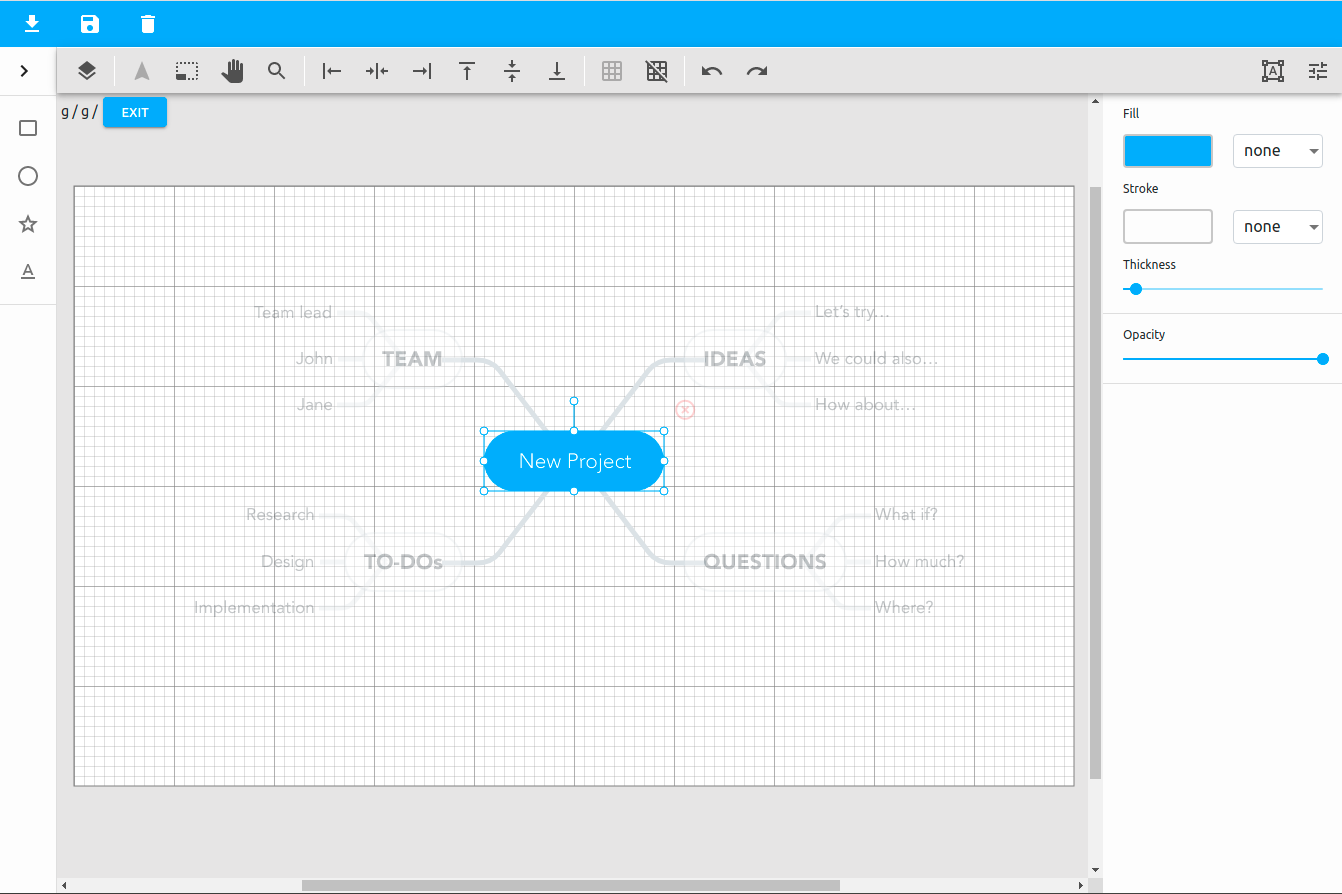 g / g / EXIT
Fill
none
Stroke
none
Thickness
Opacity
Team lead
John
Jane
TEAM
IDEAS
Let's try...
We could also...
How about...
New Project
Research
Design
Implementation
TO-DOs
QUESTIONS
What if?
How much?
Where?
A
A